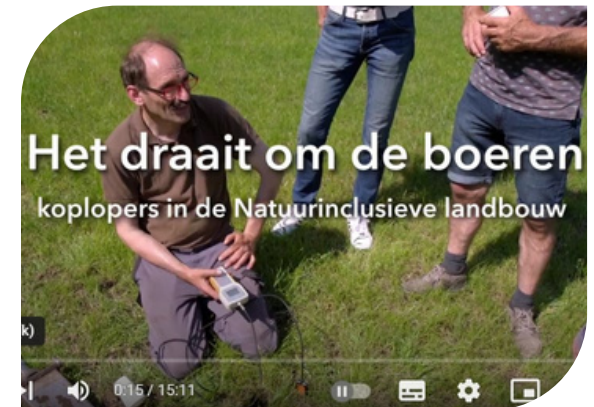 Het draait om de boeren
koplopers in de Natuurinclusieve landbouw
k)
0:15 / 15:11